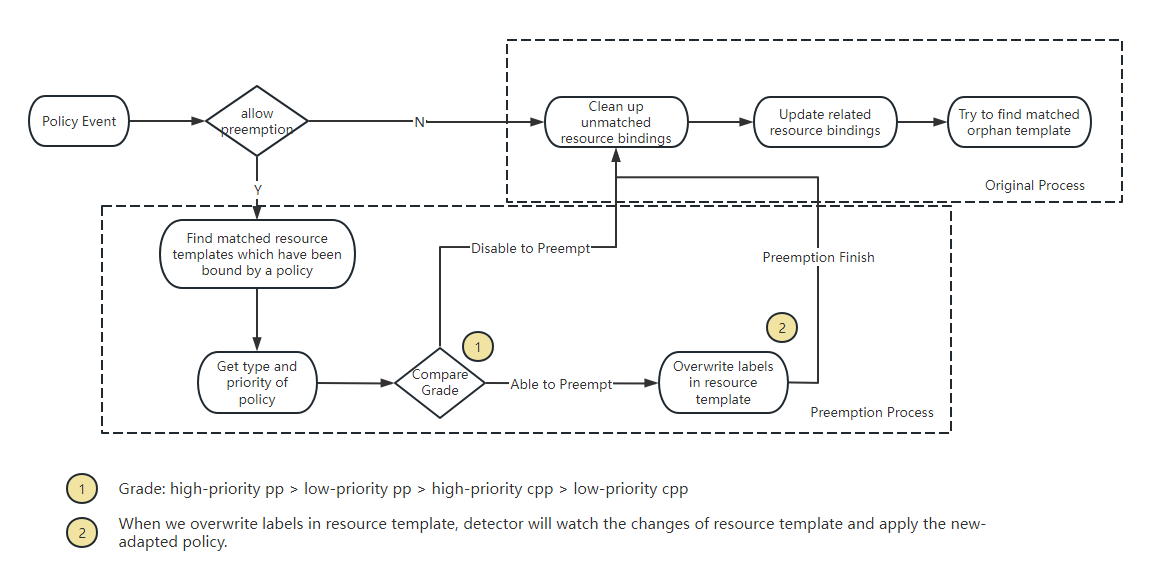 Policy Event
allow
preemption
N
Clean up
unmatched
resource bindings
Update related
resource bindings
Try to find matched
orphan template
Original Process
Y
Find matched resource
templates which have been
bound by a policy
Disable to Preempt
Preemption Finish
1
2
Get type and
priority of
policy
Compare
Grade
Able to Preempt
Overwrite labels
in resource
template
Preemption Process
1
Grade: high-priority pp > low-priority pp > high-priority cpp > low-priority cpp
2
When we overwrite labels in resource template, detector will watch the changes of resource template and apply the new-
adapted policy.